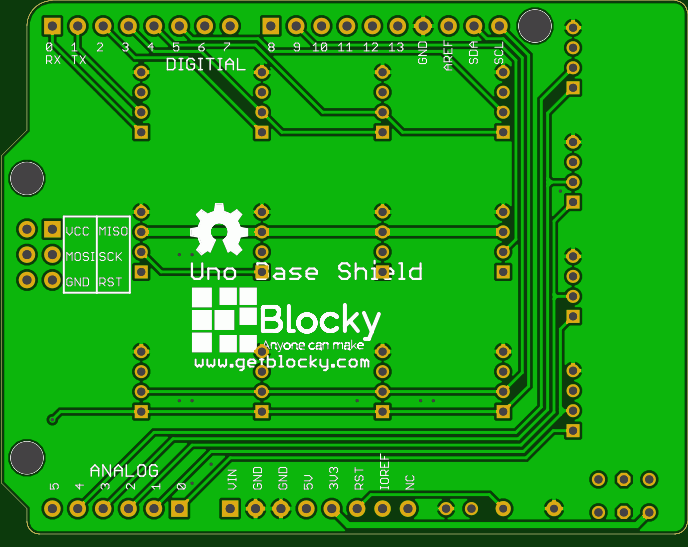 0 1 2 3 4 5 6 7 8 9 10 11 12 13 GND AREF SDA SCL
RX TX
DIGITIAL
VCC MISO
MOSI SCK
GND RST
Uno Base Shield
Blocky
Anyone can make
www.getblocky.com
ANALOG
5 4 3 2 1 0 VIN GND GND 5V 3V3 RST IOREF NC